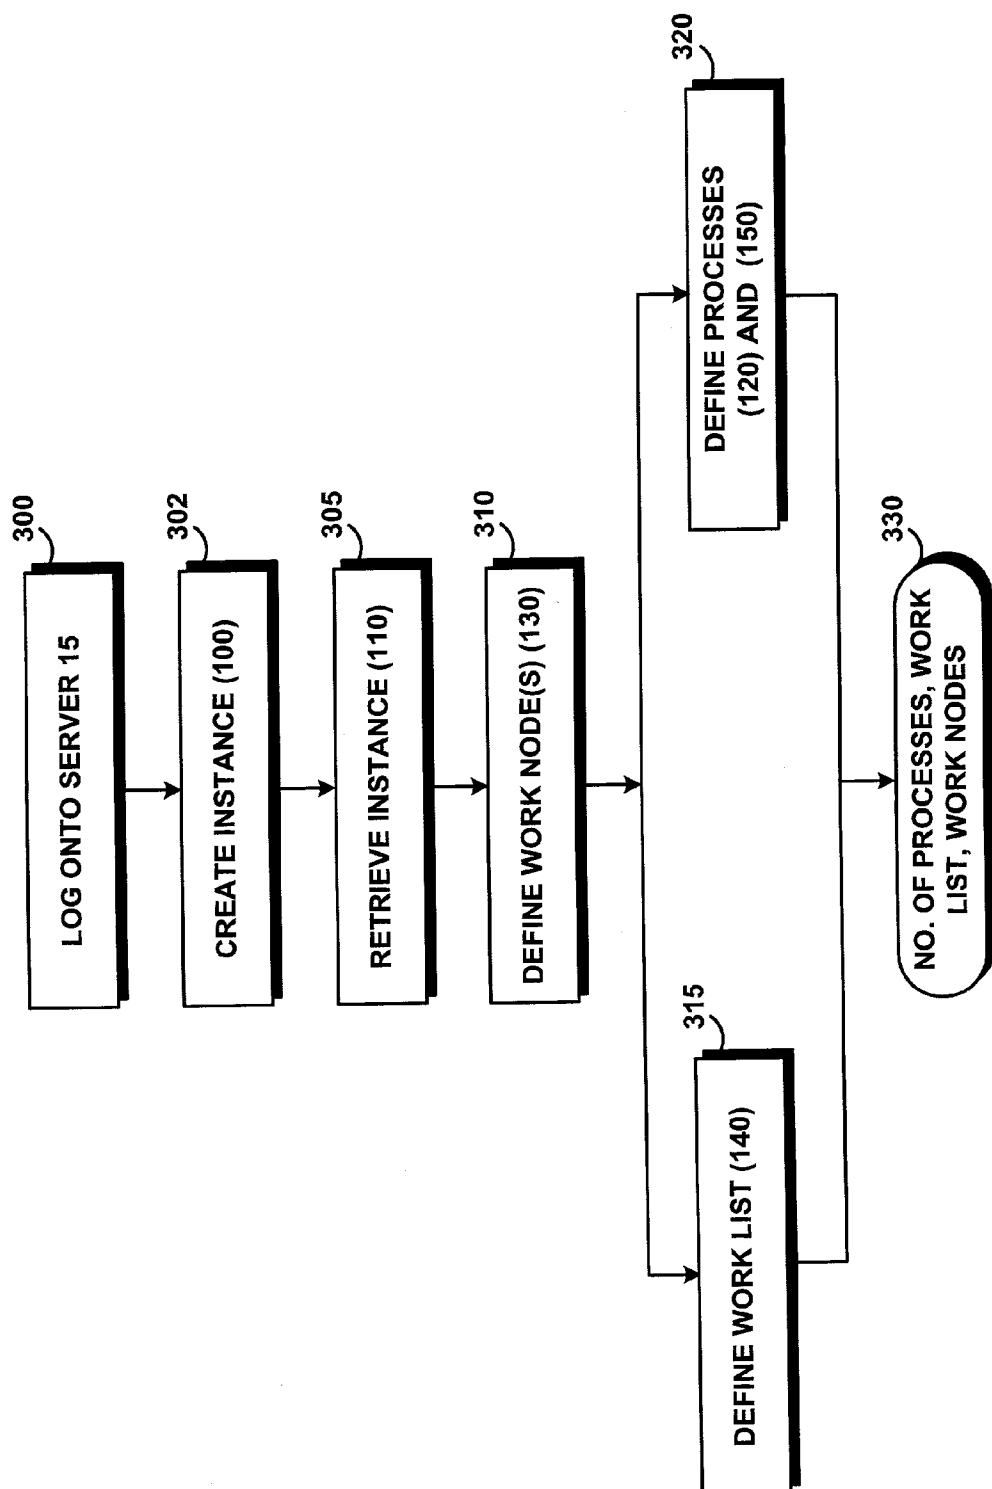 300
LOG ONTO SERVER 15
302
CREATE INSTANCE (100)
305
RETRIEVE INSTANCE (110)
310
DEFINE WORK NODE(S) (130)
315
DEFINE WORK LIST (140)
320
DEFINE PROCESSES
(120) AND (150)
330
NO. OF PROCESSES, WORK
LIST, WORK NODES